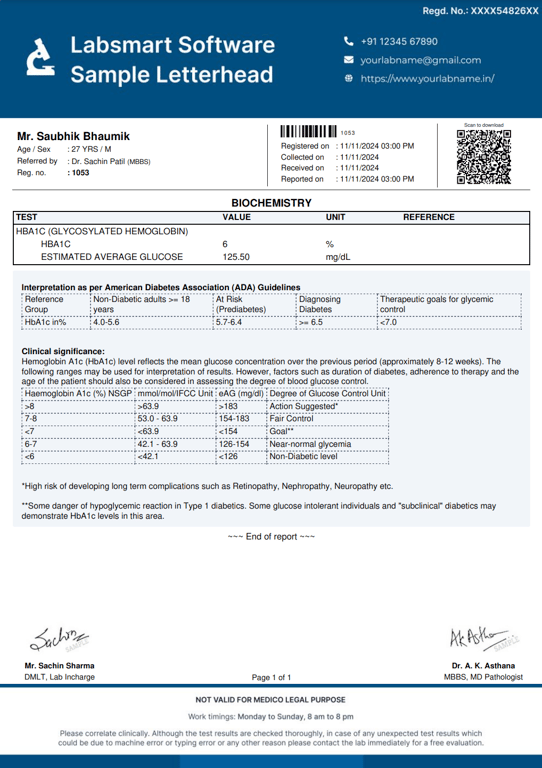 Regd. No.: XXXX54826XX
Labsmart Software
Sample Letterhead
+91 12345 67890
yourlabname@gmail.com
https://www.yourlabname.in/
Mr. Saubhik Bhaumik
Age / Sex : 27 YRS / M
Referred by : Dr. Sachin Patil (MBBS)
Reg. no. : 1053
1053
Registered on : 11/11/2024 03:00 PM
Collected on : 11/11/2024
Received on : 11/11/2024
Reported on : 11/11/2024 03:00 PM
Scan to download
BIOCHEMISTRY
TEST VALUE UNIT REFERENCE
HBA1C (GLYCOSYLATED HEMOGLOBIN)
HBA1C 6 %
ESTIMATED AVERAGE GLUCOSE 125.50 mg/dL
Interpretation as per American Diabetes Association (ADA) Guidelines
Reference Group Non-Diabetic adults >= 18 years At Risk (Prediabetes) Diagnosing Diabetes Therapeutic goals for glycemic control
HbA1c in% 4.0-5.6 5.7-6.4 >= 6.5 <7.0
Clinical significance:
Hemoglobin A1c (HbA1c) level reflects the mean glucose concentration over the previous period (approximately 8-12 weeks). The
following ranges may be used for interpretation of results. However, factors such as duration of diabetes, adherence to therapy and the
age of the patient should also be considered in assessing the degree of blood glucose control.
Haemoglobin A1c (%) NSGP mmol/mol/IFCC Unit eAG (mg/dl) Degree of Glucose Control Unit
>8 >63.9 >183 Action Suggested*
7-8 53.0 - 63.9 154-183 Fair Control
<7 <63.9 <154 Goal**
6-7 42.1 - 63.9 126-154 Near-normal glycemia
<6 <42.1 <126 Non-Diabetic level
*High risk of developing long term complications such as Retinopathy, Nephropathy, Neuropathy etc.
**Some danger of hypoglycemic reaction in Type 1 diabetics. Some glucose intolerant individuals and "subclinical" diabetics may
demonstrate HbA1c levels in this area.
~~~ End of report ~~~
Sachin
SAMPLE
AK Asthana
SAMPLE
Mr. Sachin Sharma
DMLT, Lab Incharge
Page 1 of 1
Dr. A. K. Asthana
MBBS, MD Pathologist
NOT VALID FOR MEDICO LEGAL PURPOSE
Work timings: Monday to Sunday, 8 am to 8 pm
Please correlate clinically. Although the test results are checked thoroughly, in case of any unexpected test results which
could be due to machine error or typing error or any other reason please contact the lab immediately for a free evaluation.